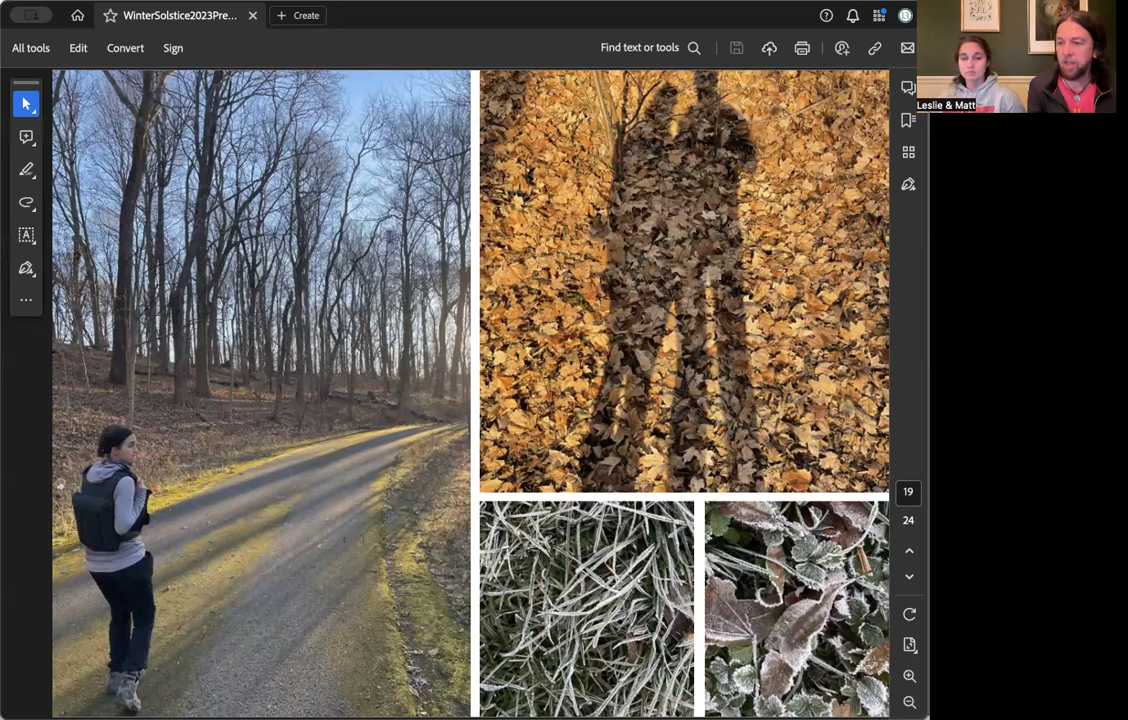 WinterSolstice2023Pre...
Create
All tools
Edit
Convert
Sign
Find text or tools
Leslie & Matt
19
24